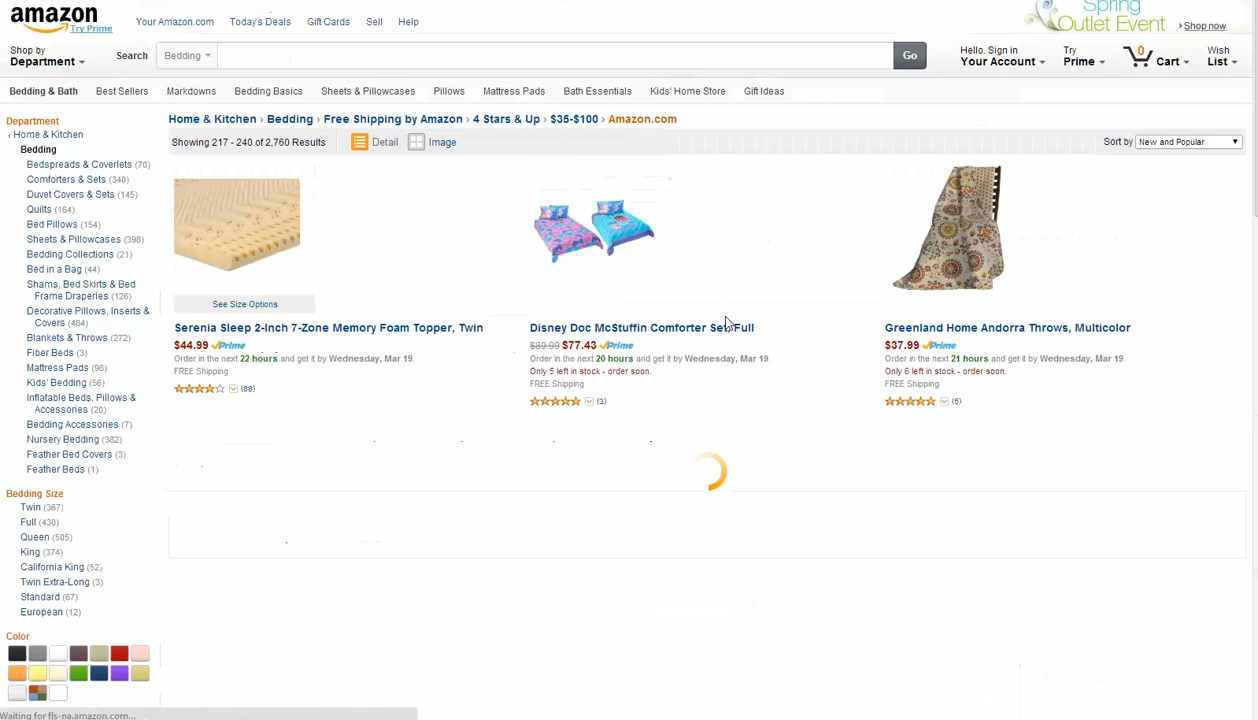 amazon
Try Prime
Your Amazon.com Today's Deals Gift Cards Sell Help
Spring
Outlet Event
Shop now
Shop by
Department
Search
Bedding
Go
Hello. Sign in
Your Account
Try
Prime
0
Cart
Wish
List
Bedding & Bath Best Sellers Markdowns Bedding Basics Sheets & Pillowcases Pillows Mattress Pads Bath Essentials Kids' Home Store Gift Ideas
Department
‹ Home & Kitchen
Bedding
Bedspreads & Coverlets (70)
Comforters & Sets (340)
Duvet Covers & Sets (145)
Quilts (164)
Bed Pillows (154)
Sheets & Pillowcases (398)
Bedding Collections (21)
Bed in a Bag (44)
Shams, Bed Skirts & Bed
Frame Draperies (126)
Decorative Pillows, Inserts &
Covers (484)
Blankets & Throws (272)
Fiber Beds (3)
Mattress Pads (98)
Kids' Bedding (56)
Inflatable Beds, Pillows &
Accessories (20)
Bedding Accessories (7)
Nursery Bedding (382)
Feather Bed Covers (3)
Feather Beds (1)
Bedding Size
Twin (367)
Full (430)
Queen (505)
King (374)
California King (52)
Twin Extra-Long (3)
Standard (67)
European (12)
Color
Home & Kitchen › Bedding › Free Shipping by Amazon › 4 Stars & Up › $35-$100 › Amazon.com
Showing 217 - 240 of 2,760 Results
Detail
Image
Sort by
New and Popular
See Size Options
Serenia Sleep 2-Inch 7-Zone Memory Foam Topper, Twin
$44.99 Prime
Order in the next 22 hours and get it by Wednesday, Mar 19.
FREE Shipping
(88)
Disney Doc McStuffin Comforter Set Full
$89.99 $77.43 Prime
Order in the next 20 hours and get it by Wednesday, Mar 19.
Only 5 left in stock - order soon.
FREE Shipping
(3)
Greenland Home Andorra Throws, Multicolor
$37.99 Prime
Order in the next 21 hours and get it by Wednesday, Mar 19.
Only 6 left in stock - order soon.
FREE Shipping
(5)
Waiting for fls-na.amazon.com...